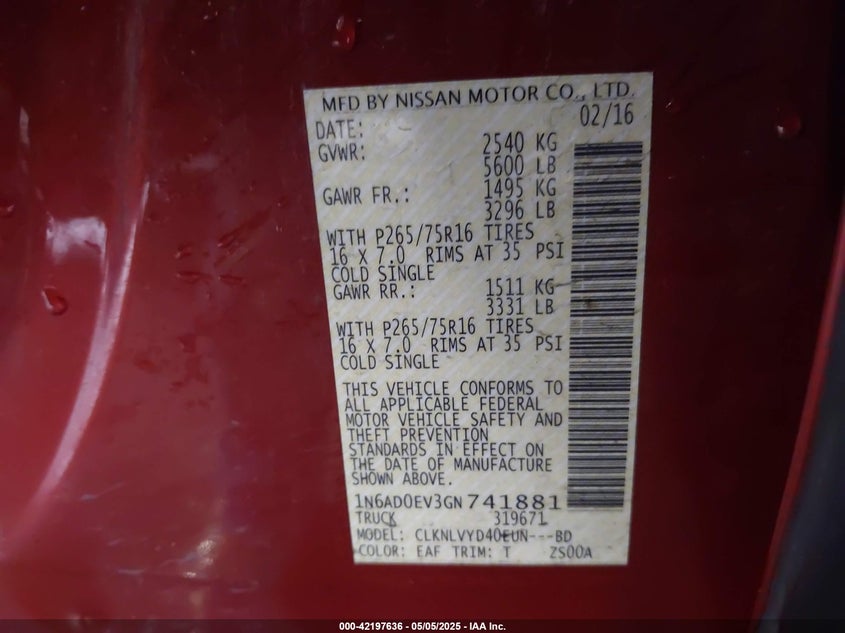 MFD BY NISSAN MOTOR CO., LTD.
DATE: 02/16
GVWR: 2540 KG
5600 LB
GAWR FR.: 1495 KG
3296 LB
WITH P265/75R16 TIRES
16 X 7.0 RIMS AT 35 PSI
COLD SINGLE
GAWR RR.: 1511 KG
3331 LB
WITH P265/75R16 TIRES
16 X 7.0 RIMS AT 35 PSI
COLD SINGLE
THIS VEHICLE CONFORMS TO
ALL APPLICABLE FEDERAL
MOTOR VEHICLE SAFETY AND
THEFT PREVENTION
STANDARDS IN EFFECT ON
THE DATE OF MANUFACTURE
SHOWN ABOVE.
1N6AD0EV3GN741881
TRUCK 319671
MODEL: CLKNLVYD40EUN---BD
COLOR: EAF TRIM: T ZS00A
000-42197636 - 05/05/2025 - IAA Inc.